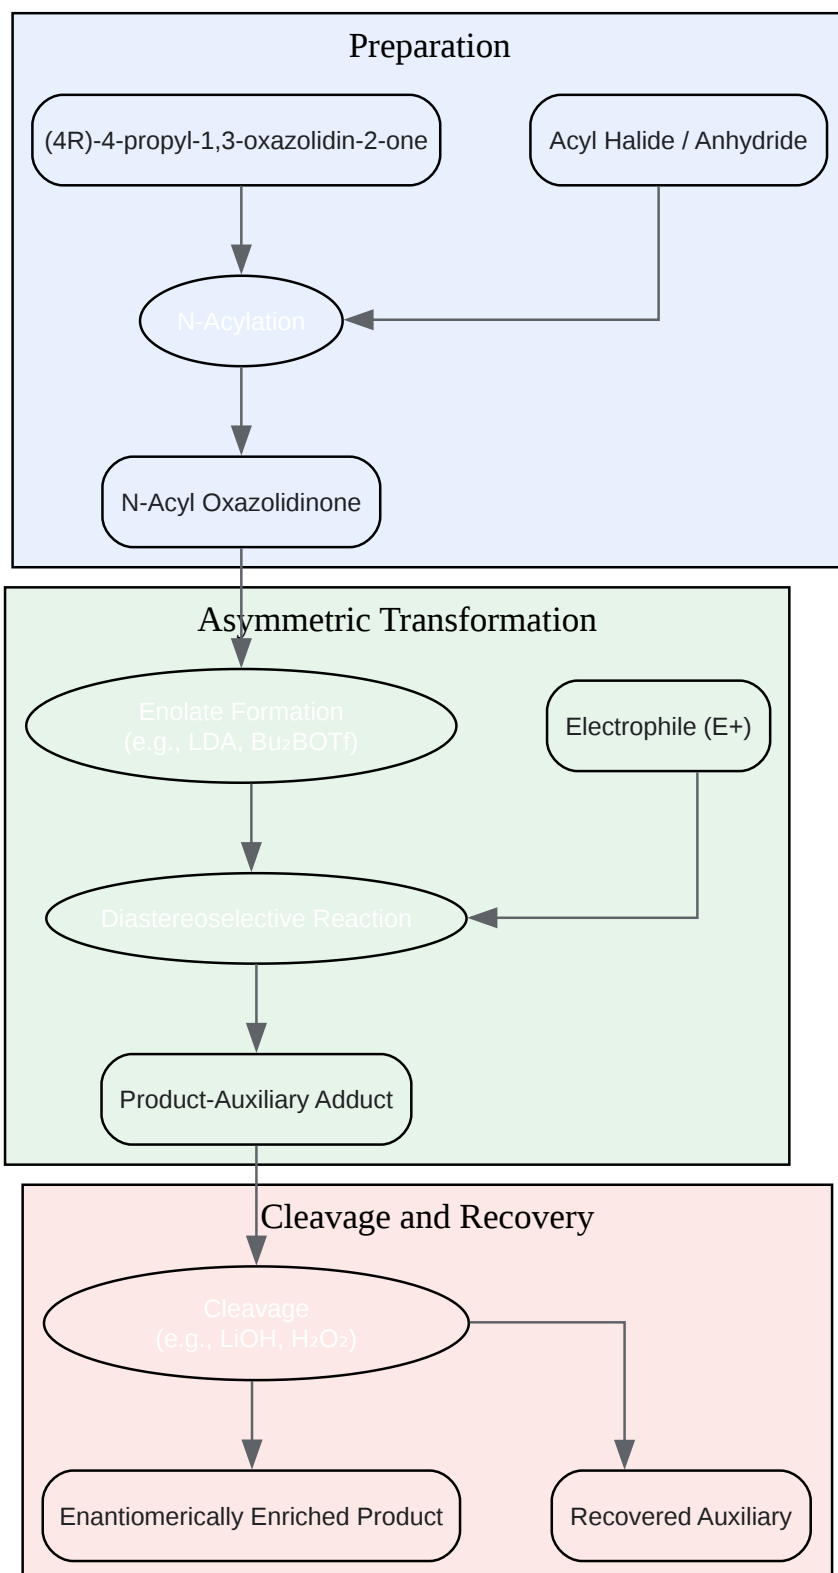 Preparation
(4R)-4-propyl-1,3-oxazolidin-2-one
Acyl Halide / Anhydride
N-Acylation
N-Acyl Oxazolidinone
Asymmetric Transformation
Enolate Formation
(e.g., LDA, Bu₂BOTf)
Electrophile (E+)
Diastereoselective Reaction
Product-Auxiliary Adduct
Cleavage and Recovery
Cleavage
(e.g., LiOH, H₂O₂)
Enantiomerically Enriched Product
Recovered Auxiliary